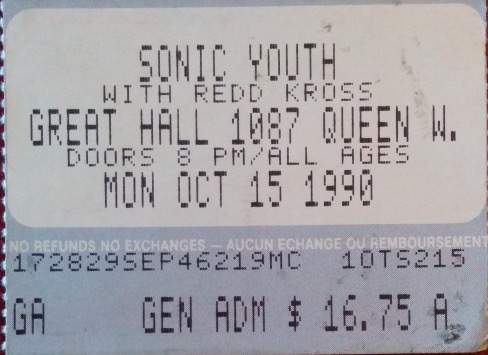 SONIC YOUTH
WITH REDD KROSS
GREAT HALL 1087 QUEEN W.
DOORS 8 PM/ALL AGES
MON OCT 15 1990
NO REFUNDS NO EXCHANGES — AUCUN ECHANGE OU REMBOURSEMENT
1728295EP46219MC 10TS215
GA GEN ADM $ 16.75 A